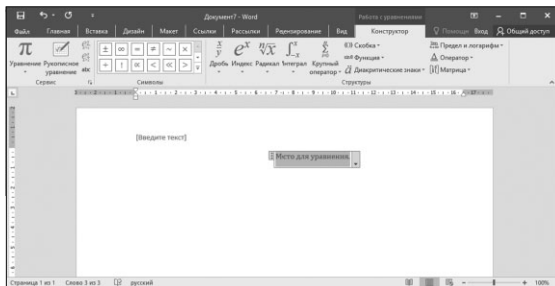 Документ7 - Word
Работа с уравнениями
Файл Главная Вставка Дизайн Макет Ссылки Рассылки Рецензирование Вид Конструктор Помощн Вход Общий доступ
π
Уравнение Рукописное уравнение
abc
Сервис
± ∞ = ≠ ~ ×
÷ ! ∝ < ≪ >
Символы
Дробь Индекс Радикал Интеграл Крупный оператор
Скобка
Функция
Диакритические знаки
Предел и логарифм
Оператор
Матрица
Структуры
[Введите текст]
Место для уравнения.
Страница 1 из 1 Слово 3 из 3 русский 100%